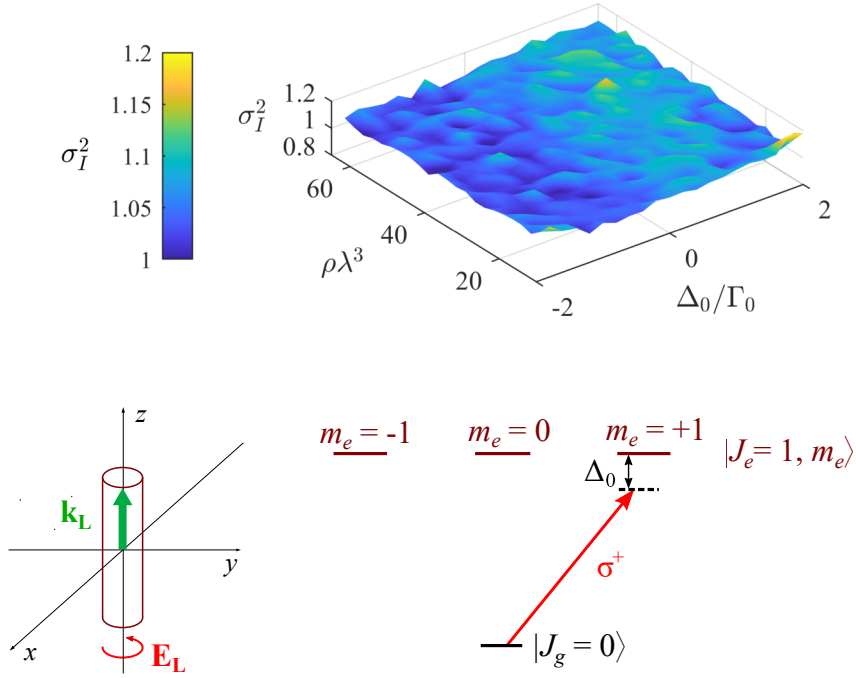 1.2
1.15
1.1
1.05
1
σ_I^2
σ_I^2
1.2
1
0.8
60
40
20
ρλ^3
-2
0
2
Δ_0/Γ_0
z
k_L
y
x
E_L
m_e = -1
m_e = 0
m_e = +1
|J_e = 1, m_e⟩
Δ_0
σ^+
|J_g = 0⟩